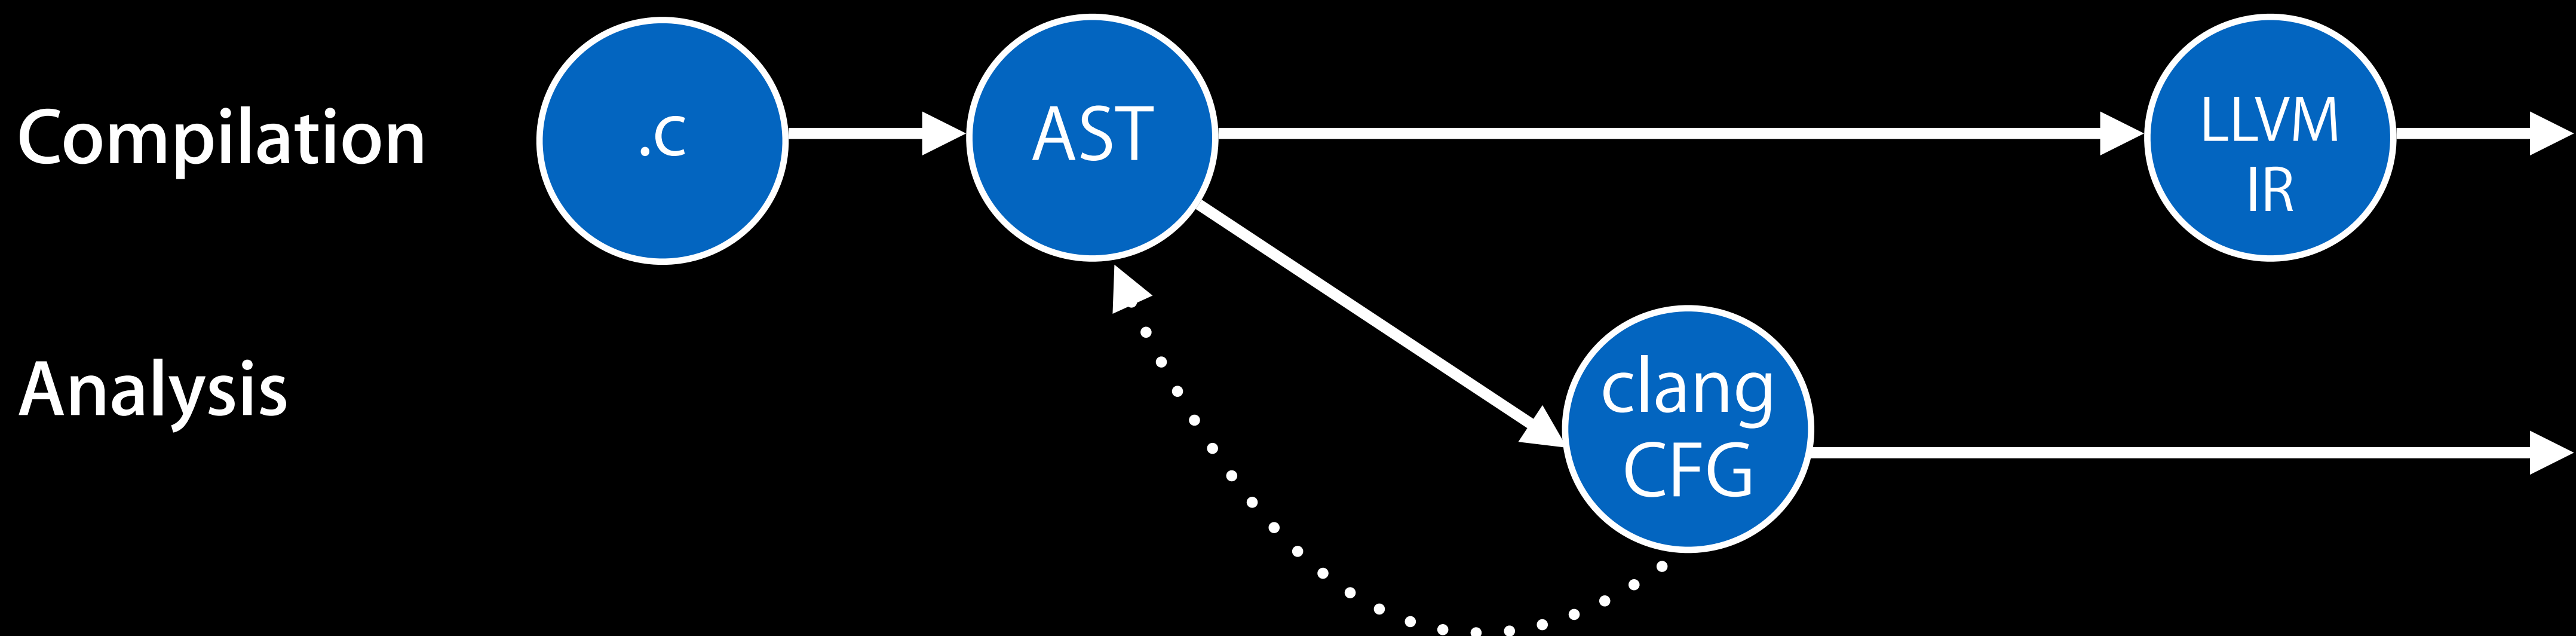 Compilation
.c
AST
LLVM
IR
Analysis
clang
CFG